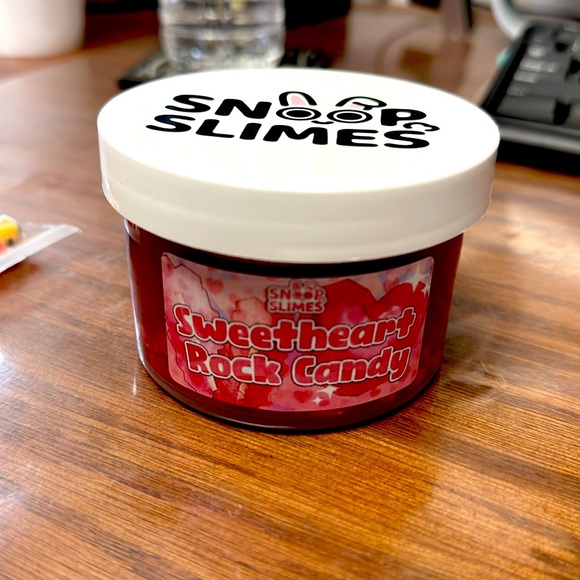 SNOOP
SLIMES
SNOOP
SLIMES
Sweetheart
Rock Candy